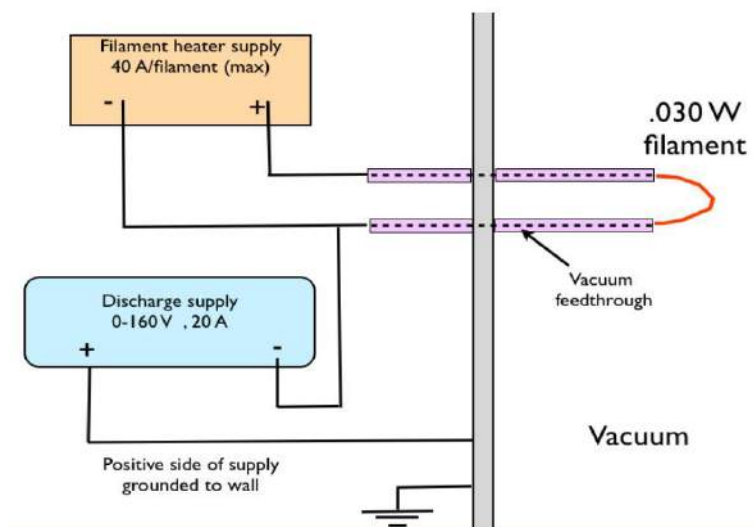 Filament heater supply
40 A/filament (max)
- +
.030 W
filament
Vacuum
feedthrough
Discharge supply
0-160 V , 20 A
+ -
Vacuum
Positive side of supply
grounded to wall